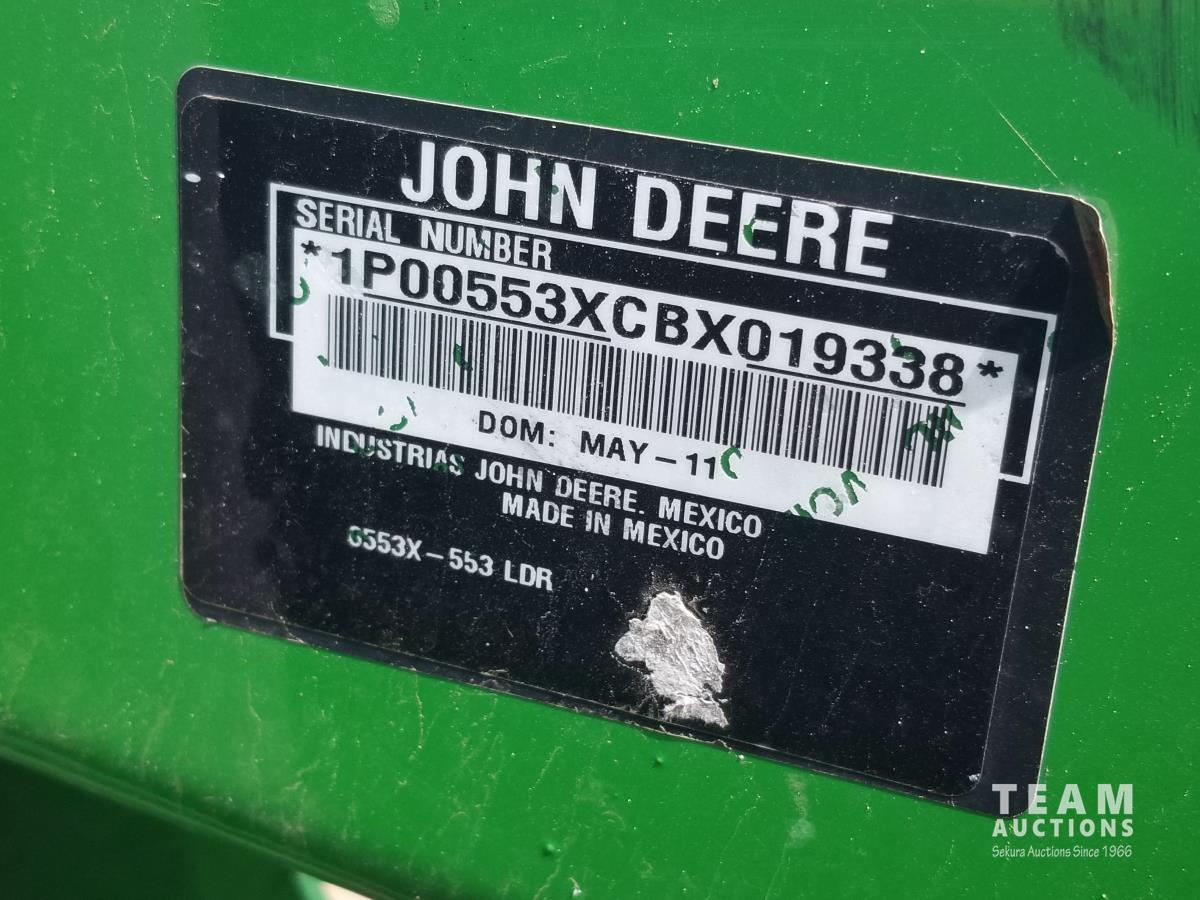 JOHN DEERE
SERIAL NUMBER
*1P00553XCBX019338*
DOM: MAY-11
INDUSTRIAS JOHN DEERE. MEXICO
MADE IN MEXICO
6553X-553 LDR
TEAM
AUCTIONS
Sekura Auctions Since 1966